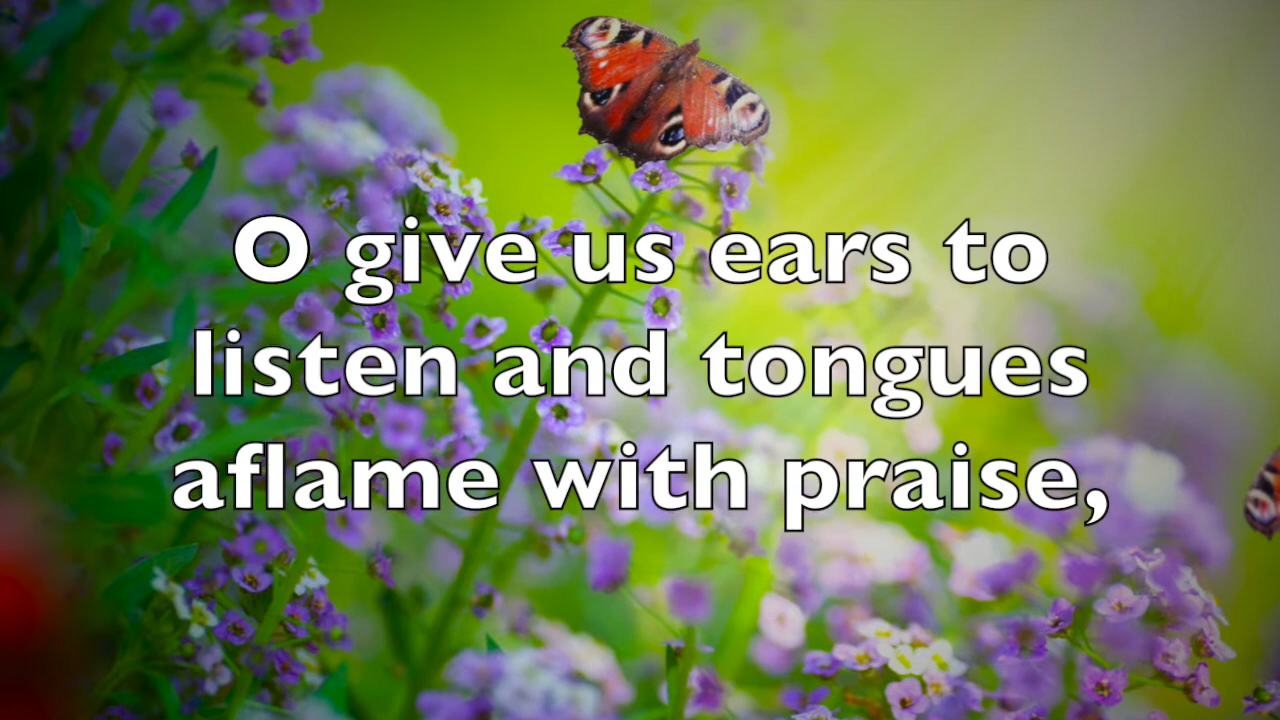 O give us ears to
listen and tongues
aflame with praise,